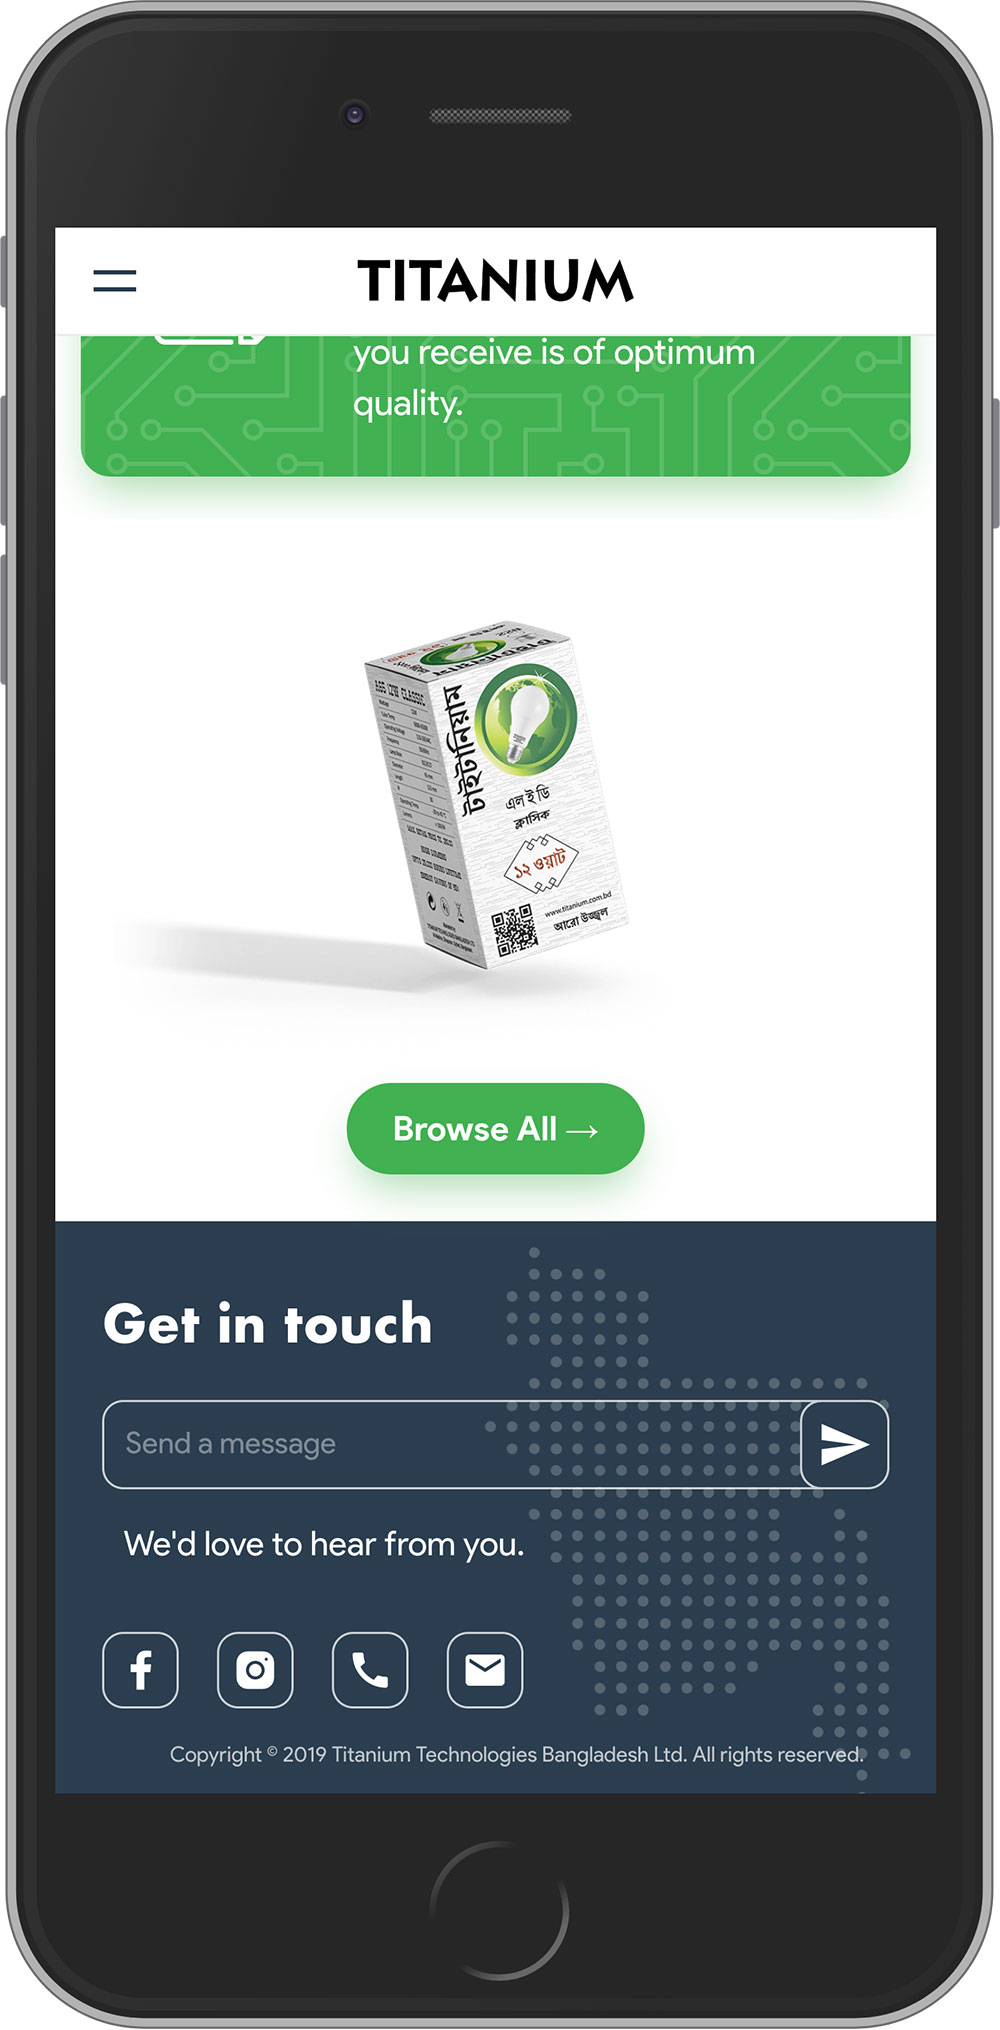 TITANIUM
you receive is of optimum
quality.
A60 12W CLASSIC
টাইটানিয়াম
এল ই ডি
ক্লাসিক
১২ ওয়াট
www.titanium.com.bd
আরো উজ্জ্বল
Browse All →
Get in touch
Send a message
We'd love to hear from you.
Copyright © 2019 Titanium Technologies Bangladesh Ltd. All rights reserved.